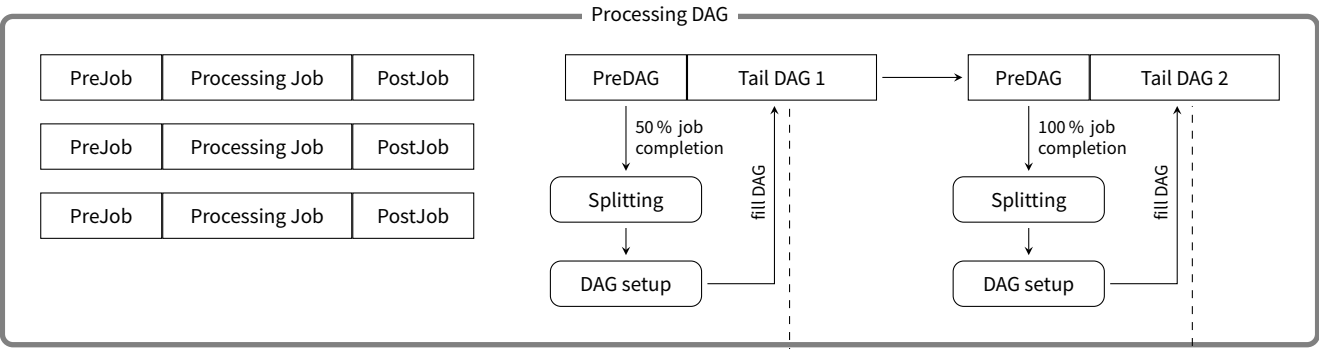 Processing DAG
PreJob Processing Job PostJob
PreJob Processing Job PostJob
PreJob Processing Job PostJob
PreDAG Tail DAG 1
50 % job
completion
Splitting
DAG setup
fill DAG
PreDAG Tail DAG 2
100 % job
completion
Splitting
DAG setup
fill DAG